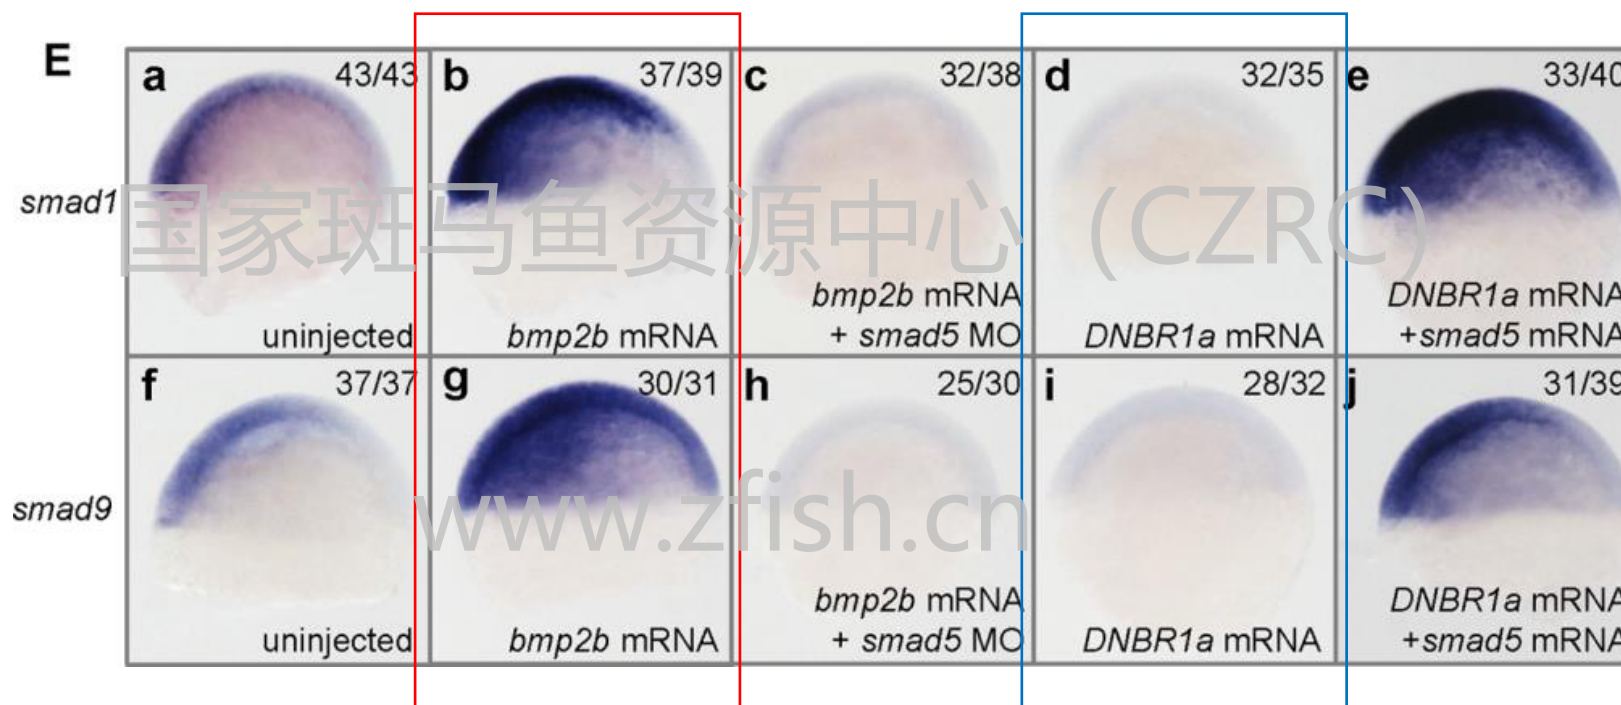 E
a 43/43 b 37/39 c 32/38 d 32/35 e 33/40
smad1
国家斑马鱼资源中心（CZRC）
bmp2b mRNA DNBR1a mRNA
uninjected bmp2b mRNA + smad5 MO DNBR1a mRNA +smad5 mRNA
f 37/37 g 30/31 h 25/30 i 28/32 j 31/39
smad9
www.zfish.cn
bmp2b mRNA DNBR1a mRNA
uninjected bmp2b mRNA + smad5 MO DNBR1a mRNA +smad5 mRNA